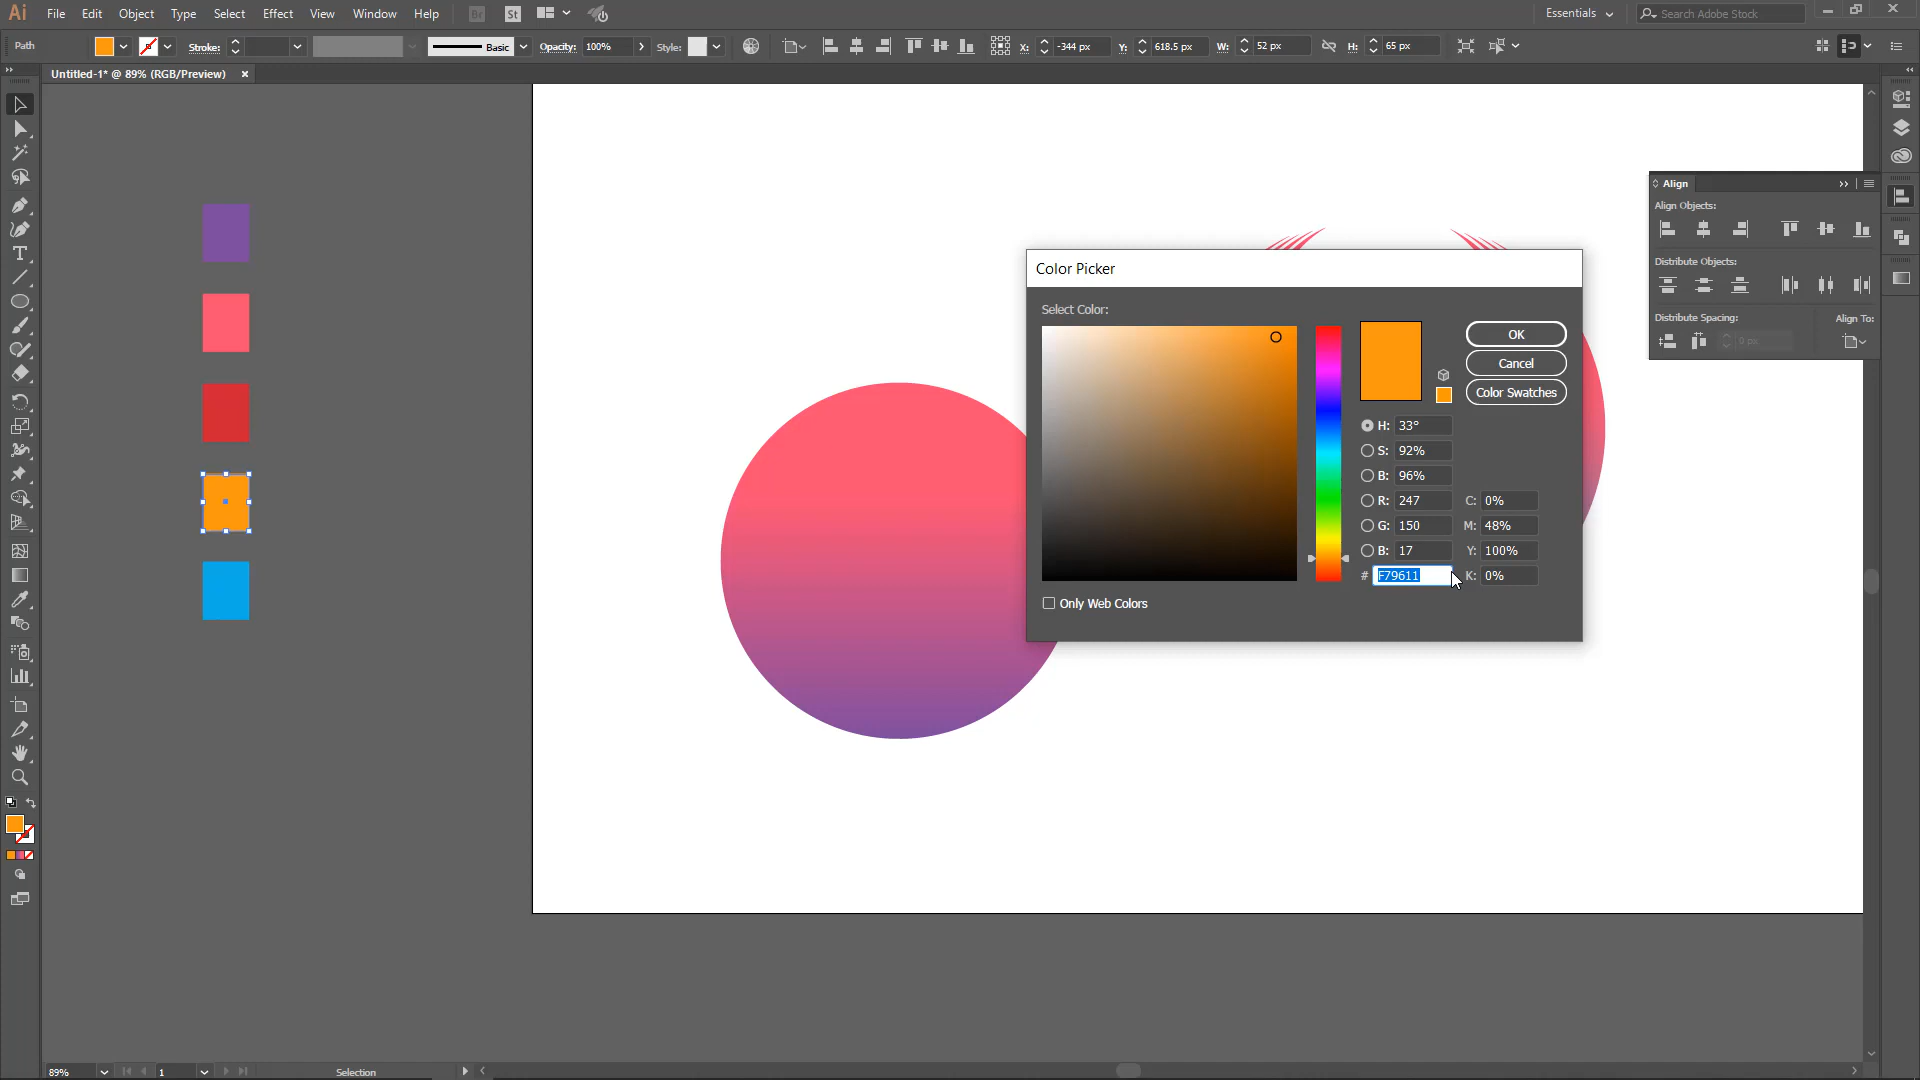 Ai File Edit Object Type Select Effect View Window Help Br St Essentials Search Adobe Stock
Path Stroke: Basic Opacity: 100% Style: X: -344 px Y: 618.5 px W: 52 px H: 65 px
Untitled-1* @ 89% (RGB/Preview) ×
Align
Align Objects:
Distribute Objects:
Distribute Spacing: Align To:
0 px
Color Picker
Select Color:
OK
Cancel
Color Swatches
H: 33°
S: 92%
B: 96%
R: 247 C: 0%
G: 150 M: 48%
B: 17 Y: 100%
# F79611 K: 0%
Only Web Colors
T
89% 1 Selection